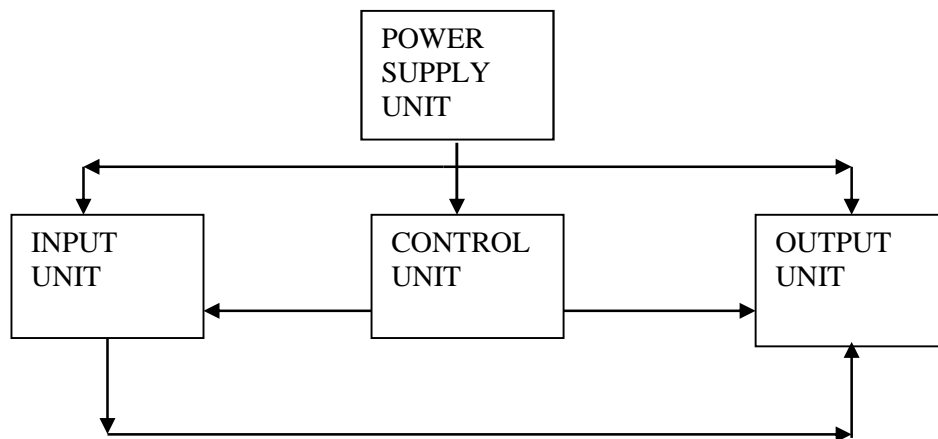 POWER
SUPPLY
UNIT
INPUT
UNIT
CONTROL
UNIT
OUTPUT
UNIT